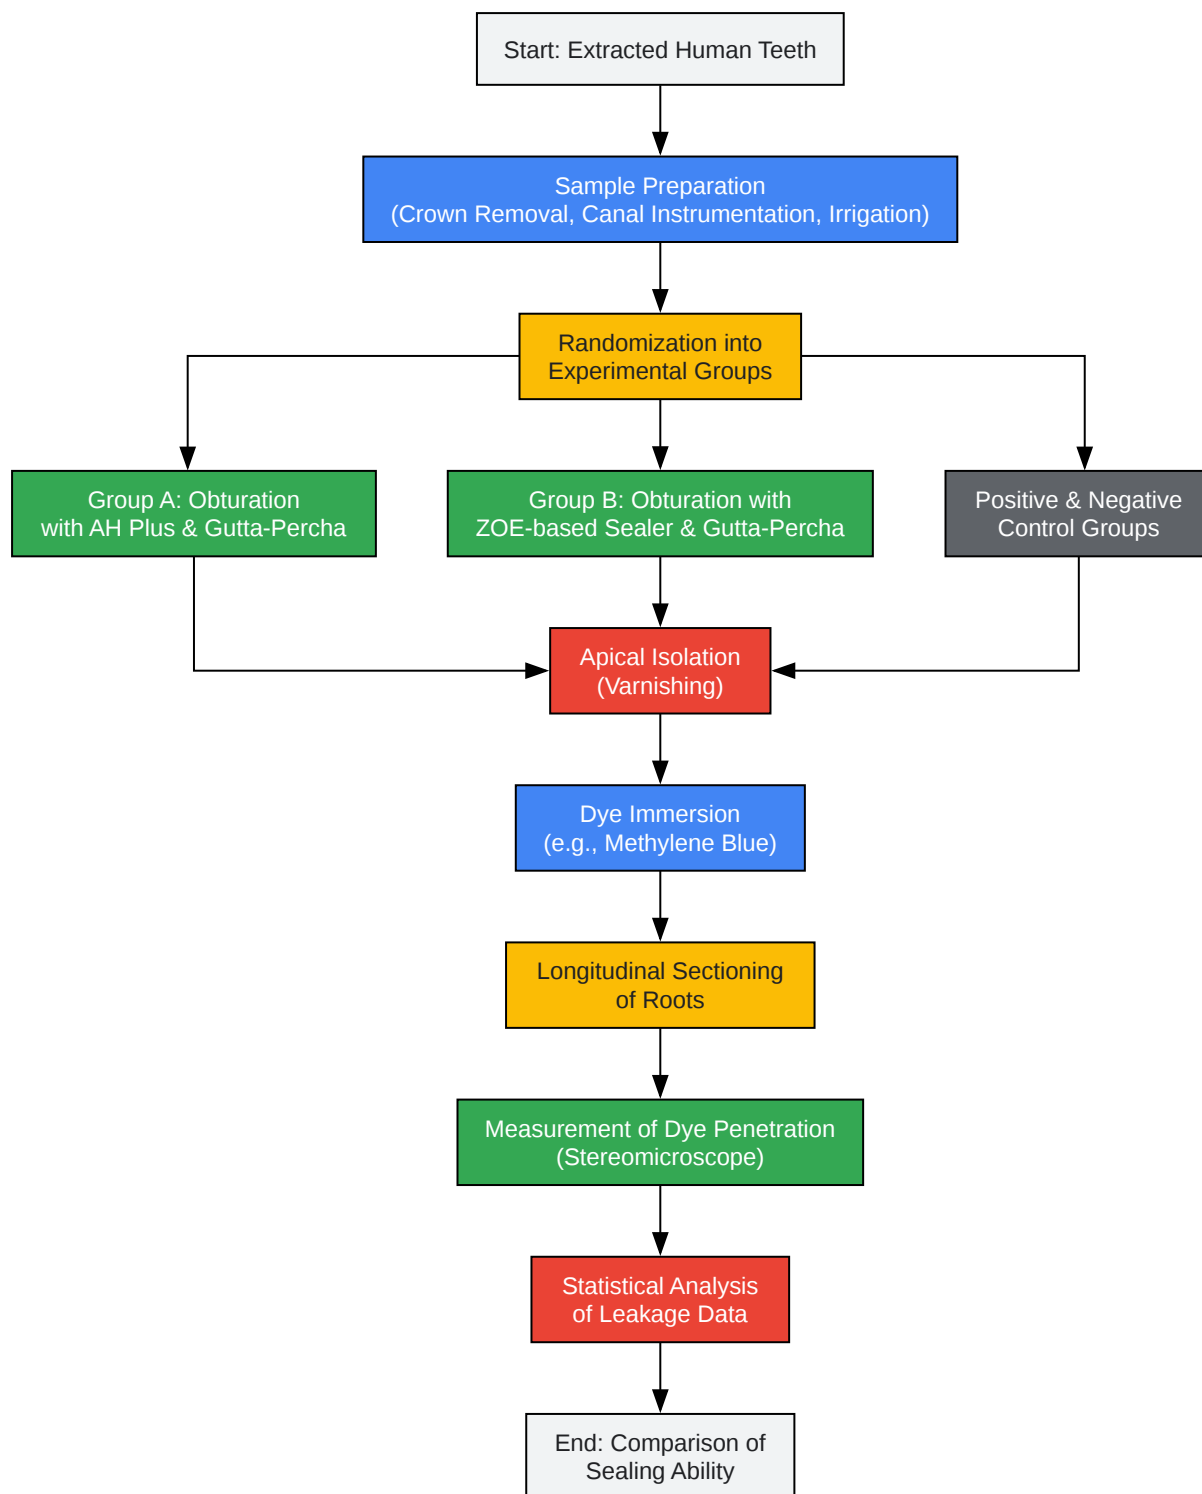 Start: Extracted Human Teeth
Sample Preparation
(Crown Removal, Canal Instrumentation, Irrigation)
Randomization into
Experimental Groups
Group A: Obturation
with AH Plus & Gutta-Percha
Group B: Obturation with
ZOE-based Sealer & Gutta-Percha
Positive & Negative
Control Groups
Apical Isolation
(Varnishing)
Dye Immersion
(e.g., Methylene Blue)
Longitudinal Sectioning
of Roots
Measurement of Dye Penetration
(Stereomicroscope)
Statistical Analysis
of Leakage Data
End: Comparison of
Sealing Ability